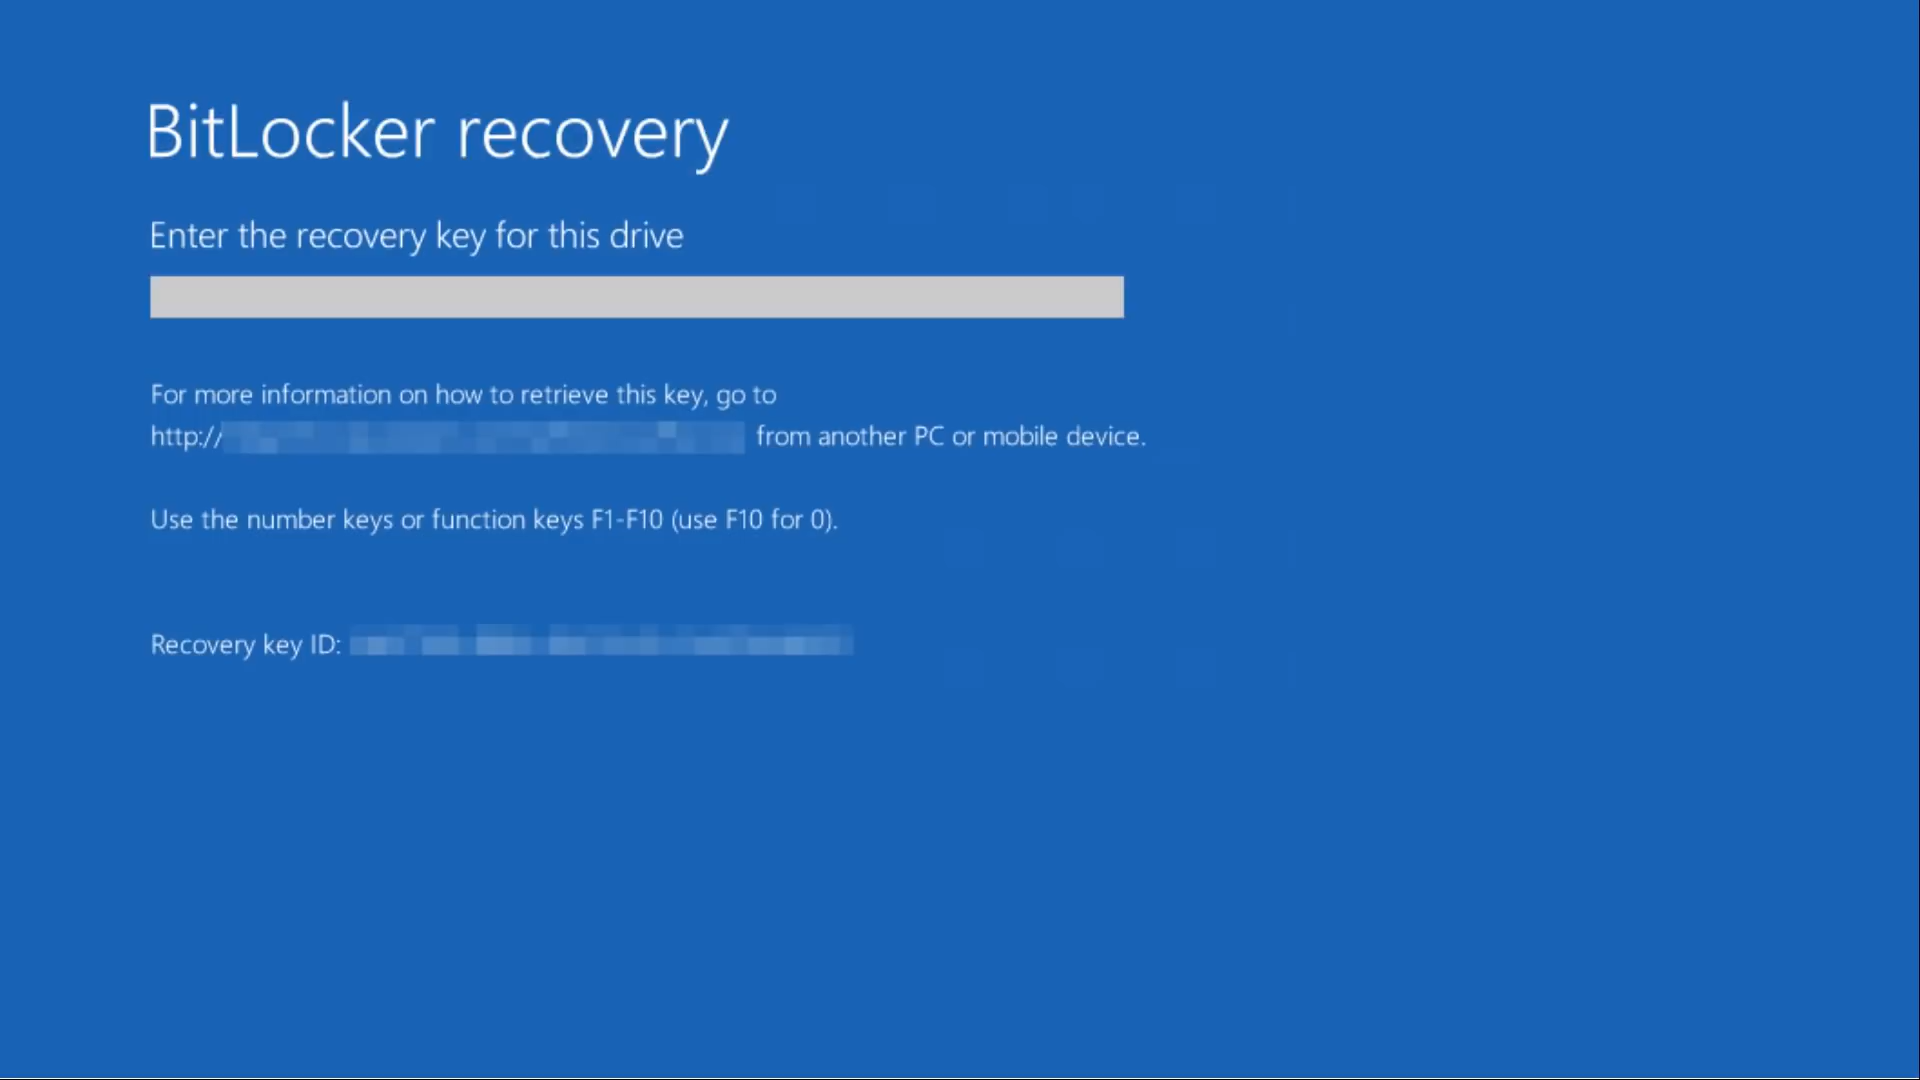 BitLocker recovery
Enter the recovery key for this drive
For more information on how to retrieve this key, go to
http:// from another PC or mobile device.
Use the number keys or function keys F1-F10 (use F10 for 0).
Recovery key ID: